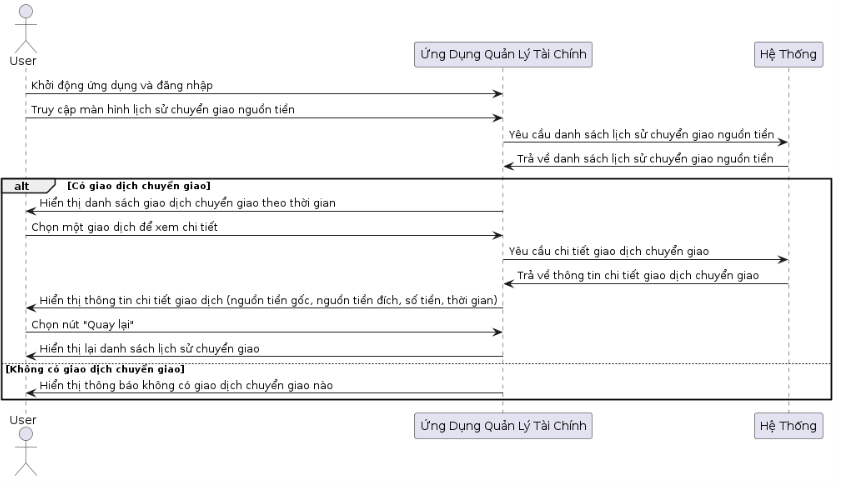 User
Ứng Dụng Quản Lý Tài Chính
Hệ Thống
Khởi động ứng dụng và đăng nhập
Truy cập màn hình lịch sử chuyển giao nguồn tiền
Yêu cầu danh sách lịch sử chuyển giao nguồn tiền
Trả về danh sách lịch sử chuyển giao nguồn tiền
alt [Có giao dịch chuyển giao]
Hiển thị danh sách giao dịch chuyển giao theo thời gian
Chọn một giao dịch để xem chi tiết
Yêu cầu chi tiết giao dịch chuyển giao
Trả về thông tin chi tiết giao dịch chuyển giao
Hiển thị thông tin chi tiết giao dịch (nguồn tiền gốc, nguồn tiền đích, số tiền, thời gian)
Chọn nút "Quay lại"
Hiển thị lại danh sách lịch sử chuyển giao
[Không có giao dịch chuyển giao]
Hiển thị thông báo không có giao dịch chuyển giao nào
User
Ứng Dụng Quản Lý Tài Chính
Hệ Thống